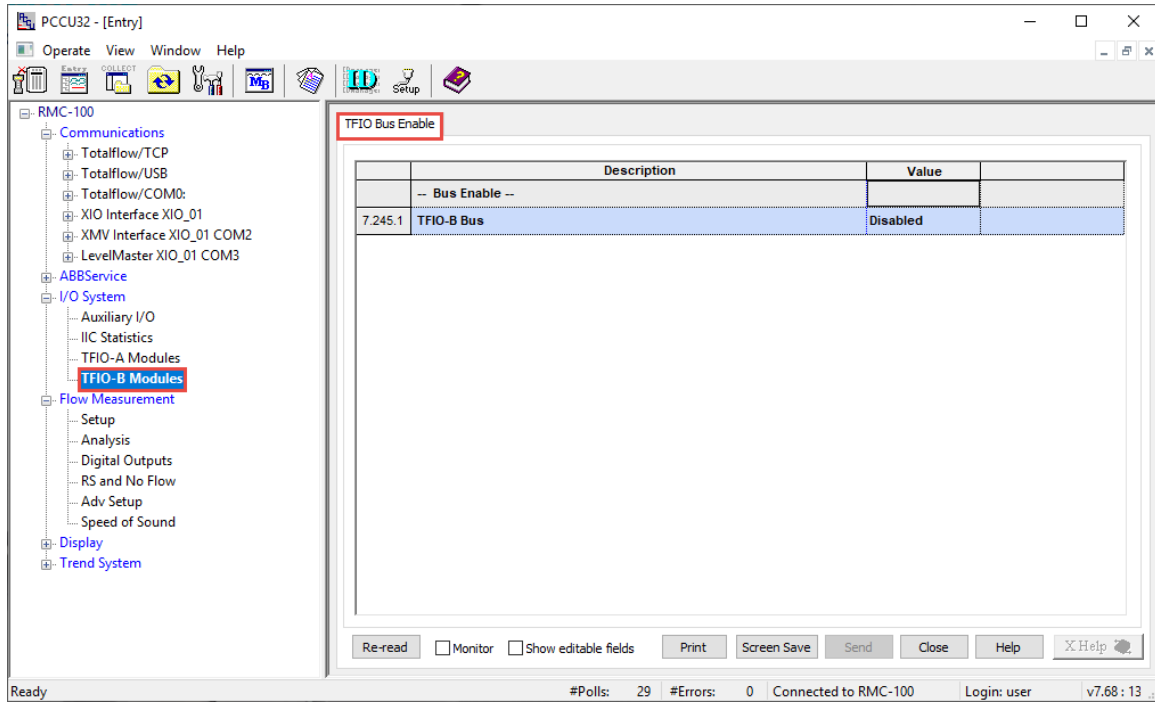 PCCU32 - [Entry]
Operate View Window Help
Entry COLLECT MB ID Manager Setup
RMC-100
Communications
Totalflow/TCP
Totalflow/USB
Totalflow/COM0:
XIO Interface XIO_01
XMV Interface XIO_01 COM2
LevelMaster XIO_01 COM3
ABBService
I/O System
Auxiliary I/O
IIC Statistics
TFIO-A Modules
TFIO-B Modules
Flow Measurement
Setup
Analysis
Digital Outputs
RS and No Flow
Adv Setup
Speed of Sound
Display
Trend System
TFIO Bus Enable
Description Value
-- Bus Enable --
7.245.1 TFIO-B Bus Disabled
Re-read Monitor Show editable fields Print Screen Save Send Close Help X Help
Ready #Polls: 29 #Errors: 0 Connected to RMC-100 Login: user v7.68 : 13